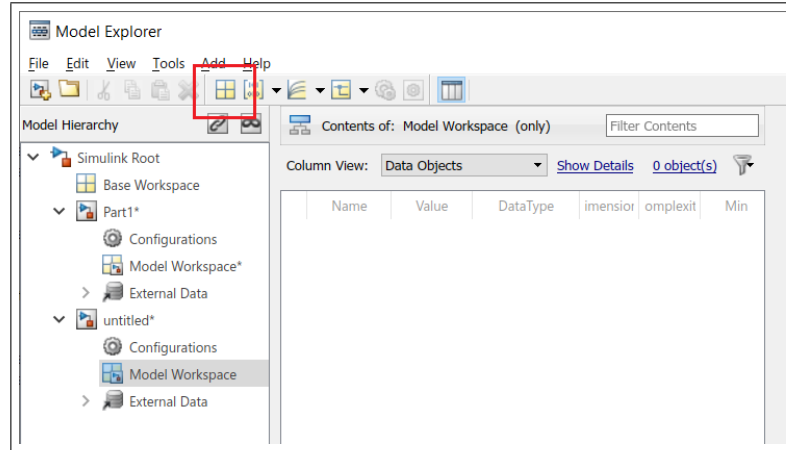 Model Explorer
File Edit View Tools Add Help
Model Hierarchy
Contents of: Model Workspace (only)
Filter Contents
Simulink Root
Column View: Data Objects Show Details 0 object(s)
Base Workspace
Name Value DataType imension omplexit Min
Part1*
Configurations
Model Workspace*
External Data
untitled*
Configurations
Model Workspace
External Data